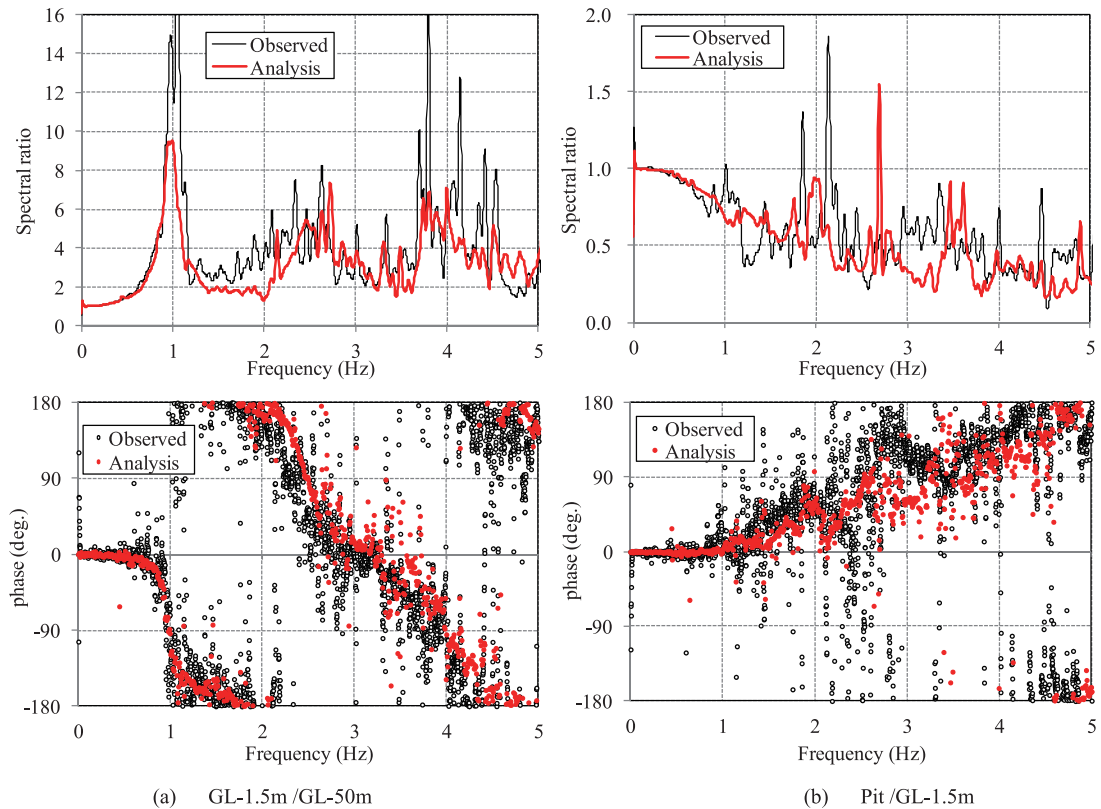 16
14
12
10
8
6
4
2
0
Spectral ratio
Observed
Analysis
0 1 2 3 4 5
Frequency (Hz)
2.0
1.5
1.0
0.5
0.0
Spectral ratio
Observed
Analysis
0 1 2 3 4 5
Frequency (Hz)
180
90
0
-90
-180
phase (deg.)
Observed
Analysis
0 1 2 3 4 5
Frequency (Hz)
180
90
0
-90
-180
phase (deg.)
Observed
Analysis
0 1 2 3 4 5
Frequency (Hz)
(a) GL-1.5m /GL-50m
(b) Pit /GL-1.5m